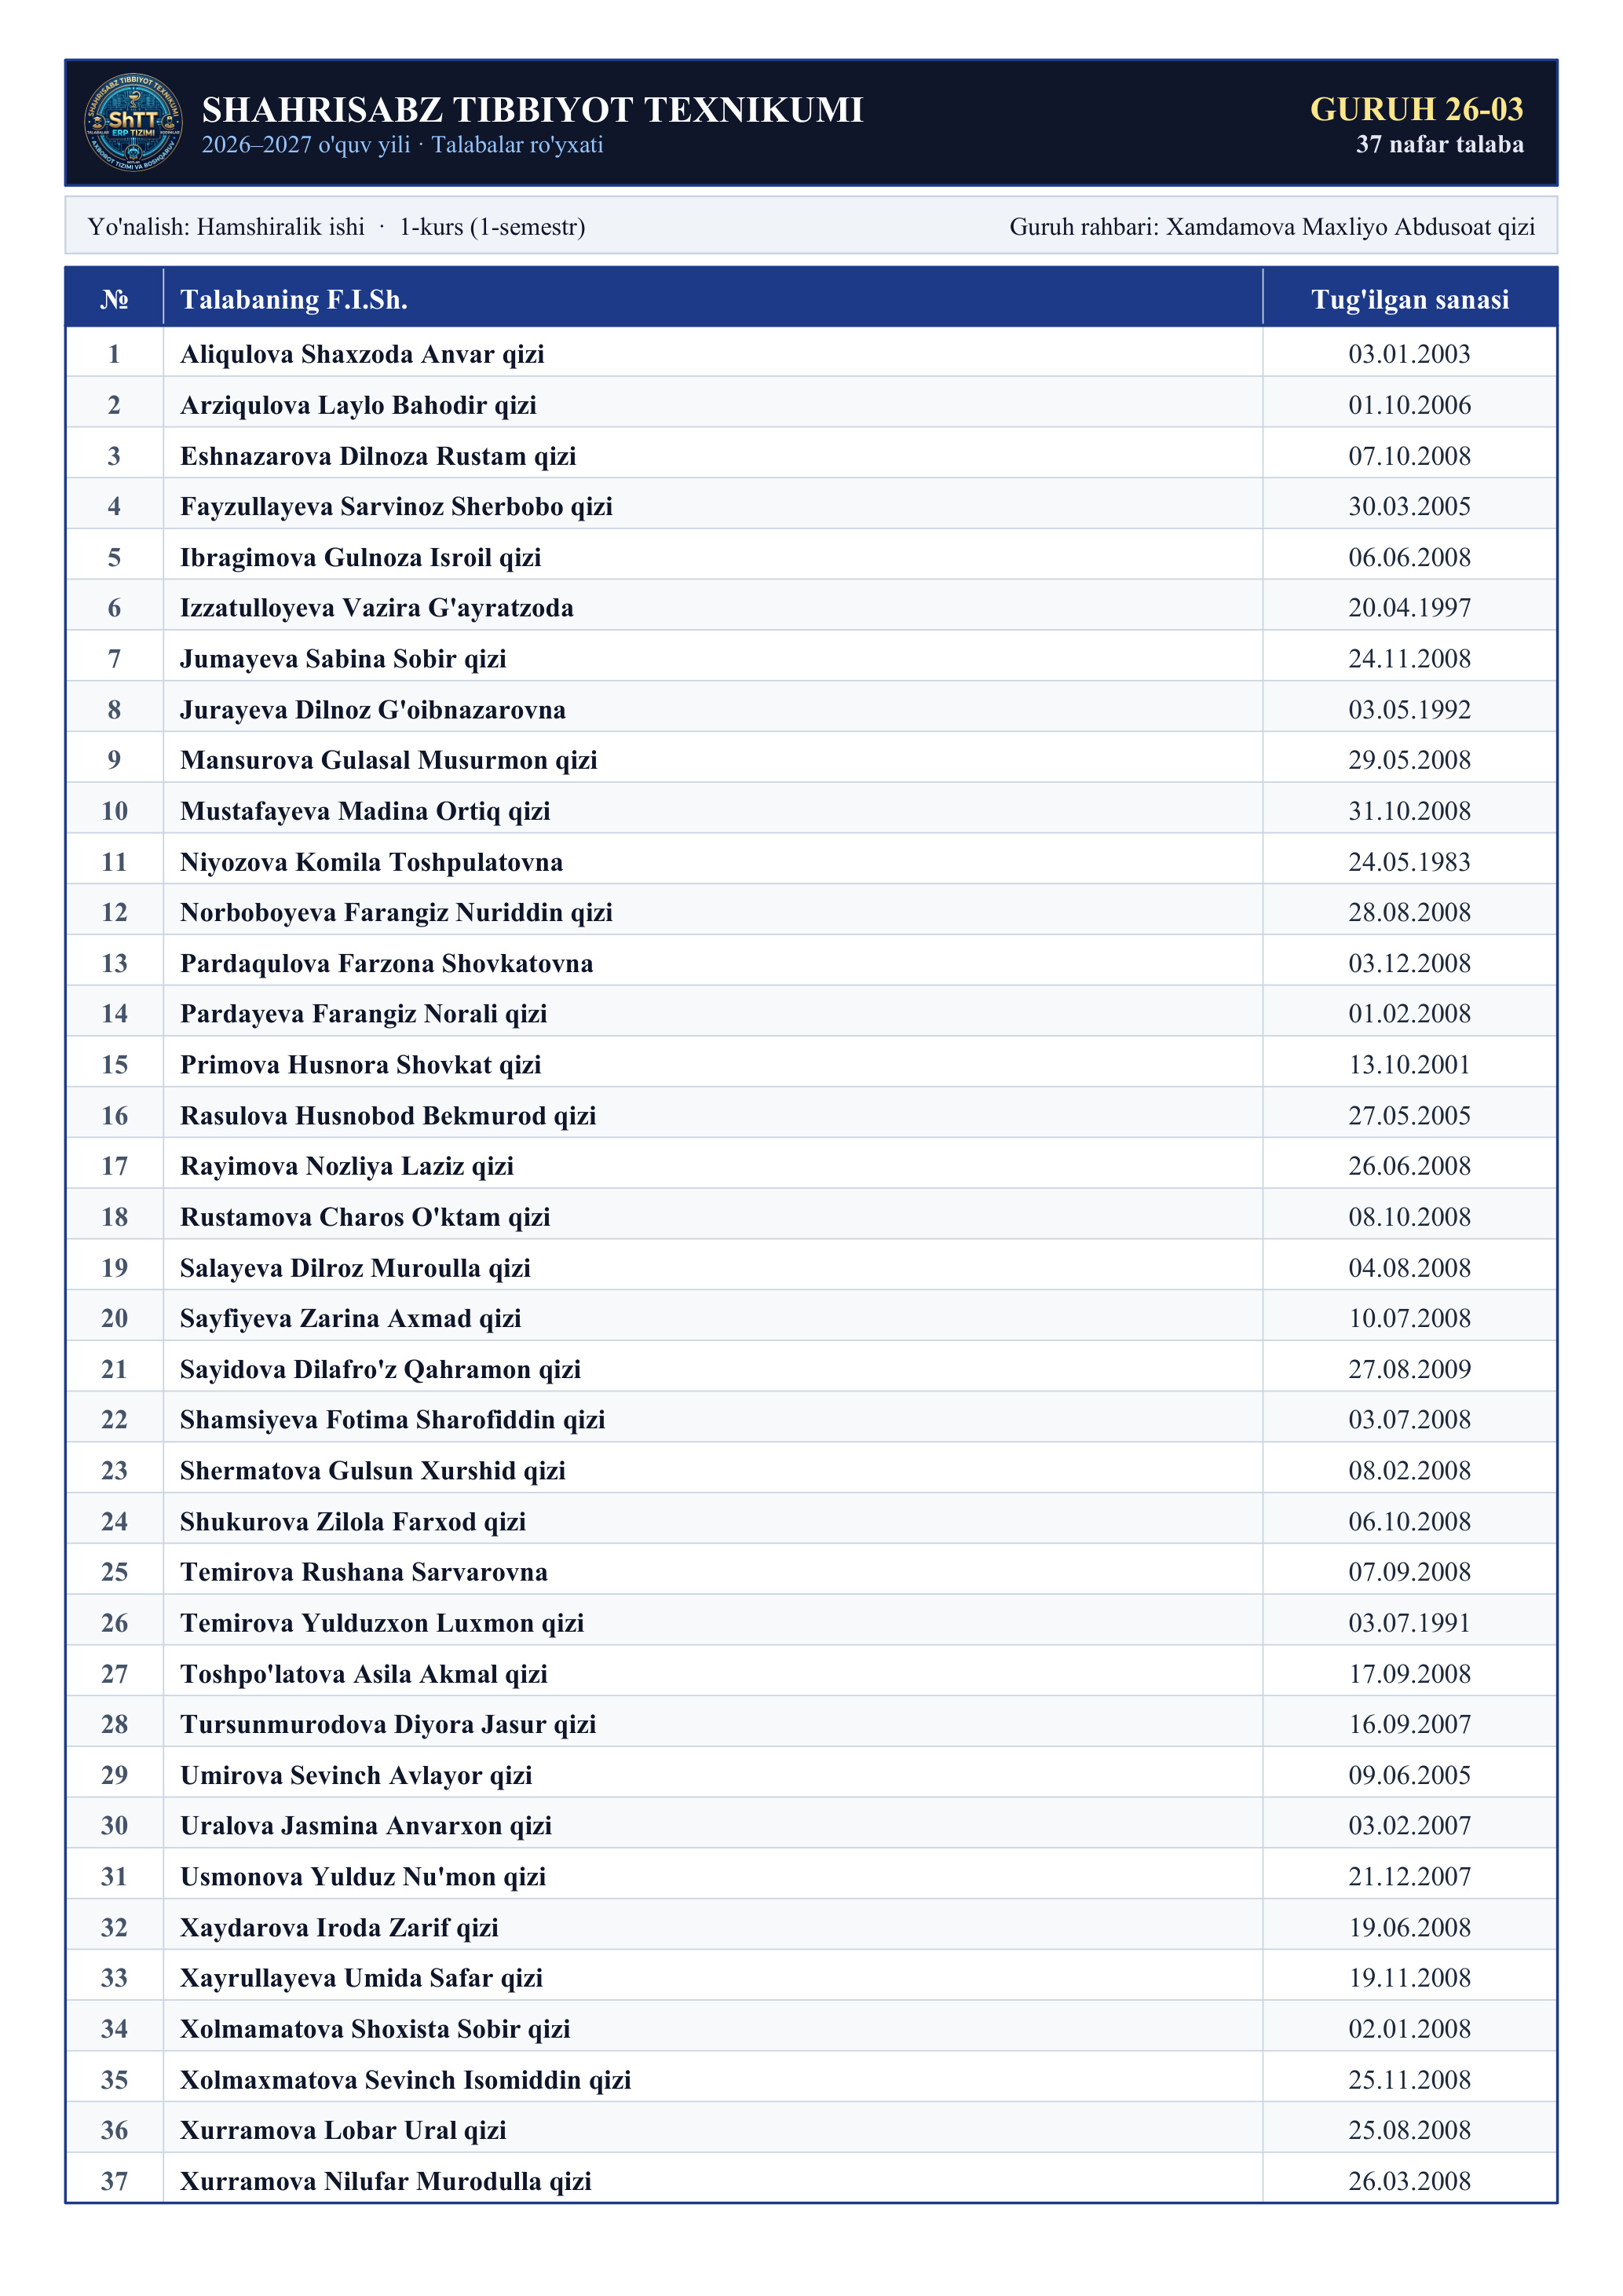 SHAHRISABZ TIBBIYOT TEXNIKUMI
ShTT
ERP TIZIMI
AXBOROT TIZIMI VA BOSHQARUV
SHAHRISABZ TIBBIYOT TEXNIKUMI
2026–2027 o'quv yili · Talabalar ro'yxati
GURUH 26-03
37 nafar talaba
Yo'nalish: Hamshiralik ishi · 1-kurs (1-semestr) Guruh rahbari: Xamdamova Maxliyo Abdusoat qizi
№ Talabaning F.I.Sh. Tug'ilgan sanasi
1 Aliqulova Shaxzoda Anvar qizi 03.01.2003
2 Arziqulova Laylo Bahodir qizi 01.10.2006
3 Eshnazarova Dilnoza Rustam qizi 07.10.2008
4 Fayzullayeva Sarvinoz Sherbobo qizi 30.03.2005
5 Ibragimova Gulnoza Isroil qizi 06.06.2008
6 Izzatulloyeva Vazira G'ayratzoda 20.04.1997
7 Jumayeva Sabina Sobir qizi 24.11.2008
8 Jurayeva Dilnoz G'oibnazarovna 03.05.1992
9 Mansurova Gulasal Musurmon qizi 29.05.2008
10 Mustafayeva Madina Ortiq qizi 31.10.2008
11 Niyozova Komila Toshpulatovna 24.05.1983
12 Norboboyeva Farangiz Nuriddin qizi 28.08.2008
13 Pardaqulova Farzona Shovkatovna 03.12.2008
14 Pardayeva Farangiz Norali qizi 01.02.2008
15 Primova Husnora Shovkat qizi 13.10.2001
16 Rasulova Husnobod Bekmurod qizi 27.05.2005
17 Rayimova Nozliya Laziz qizi 26.06.2008
18 Rustamova Charos O'ktam qizi 08.10.2008
19 Salayeva Dilroz Muroulla qizi 04.08.2008
20 Sayfiyeva Zarina Axmad qizi 10.07.2008
21 Sayidova Dilafro'z Qahramon qizi 27.08.2009
22 Shamsiyeva Fotima Sharofiddin qizi 03.07.2008
23 Shermatova Gulsun Xurshid qizi 08.02.2008
24 Shukurova Zilola Farxod qizi 06.10.2008
25 Temirova Rushana Sarvarovna 07.09.2008
26 Temirova Yulduzxon Luxmon qizi 03.07.1991
27 Toshpo'latova Asila Akmal qizi 17.09.2008
28 Tursunmurodova Diyora Jasur qizi 16.09.2007
29 Umirova Sevinch Avlayor qizi 09.06.2005
30 Uralova Jasmina Anvarxon qizi 03.02.2007
31 Usmonova Yulduz Nu'mon qizi 21.12.2007
32 Xaydarova Iroda Zarif qizi 19.06.2008
33 Xayrullayeva Umida Safar qizi 19.11.2008
34 Xolmamatova Shoxista Sobir qizi 02.01.2008
35 Xolmaxmatova Sevinch Isomiddin qizi 25.11.2008
36 Xurramova Lobar Ural qizi 25.08.2008
37 Xurramova Nilufar Murodulla qizi 26.03.2008